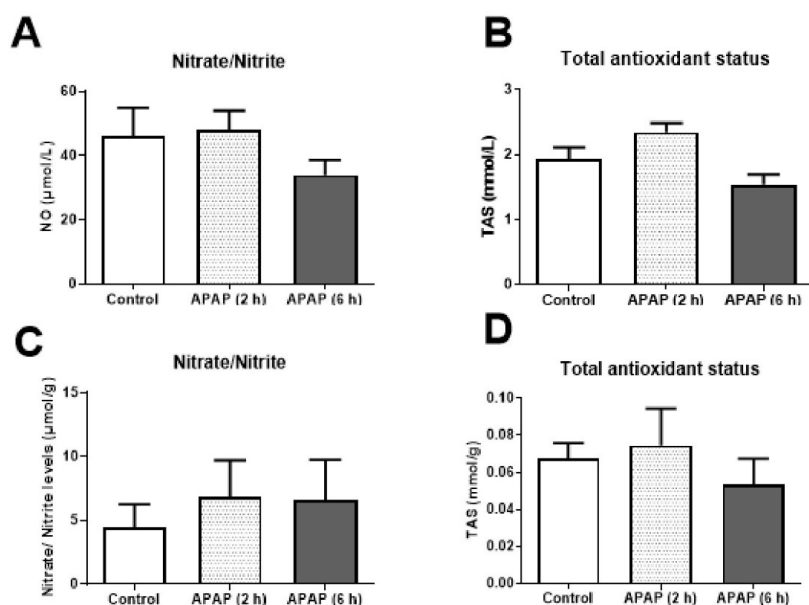 A
Nitrate/Nitrite
NO (µmol/L)
60
40
20
0
Control APAP (2 h) APAP (6 h)
B
Total antioxidant status
TAS (mmol/L)
3
2
1
0
Control APAP (2 h) APAP (6 h)
C
Nitrate/Nitrite
Nitrate/ Nitrite levels (µmol/g)
15
10
5
0
Control APAP (2 h) APAP (6 h)
D
Total antioxidant status
TAS (mmol/g)
0.10
0.08
0.06
0.04
0.02
0.00
Control APAP (2 h) APAP (6 h)